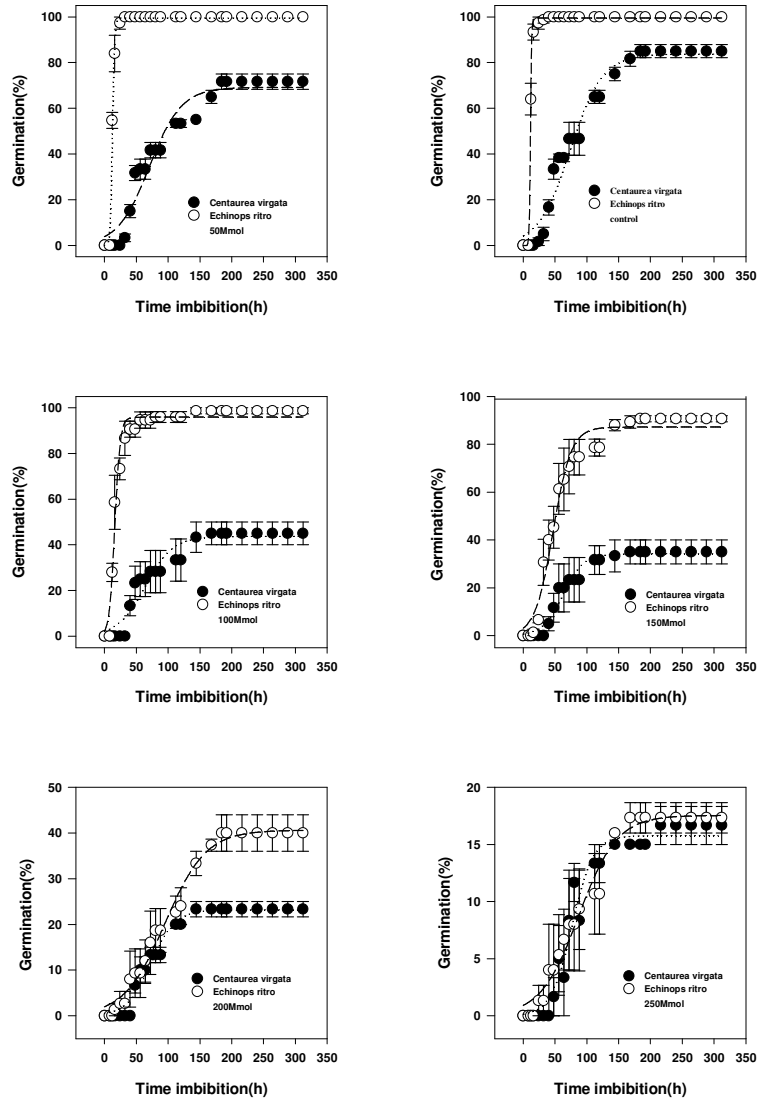 100
80
60
40
20
0
Germination(%)
Centaurea virgata
Echinops ritro
50Mmol
0 50 100 150 200 250 300 350
Time imbibition(h)
100
80
60
40
20
0
Germination(%)
Centaurea virgata
Echinops ritro
control
0 50 100 150 200 250 300 350
Time imbibition(h)
100
80
60
40
20
0
Germination(%)
Centaurea virgata
Echinops ritro
100Mmol
0 50 100 150 200 250 300 350
Time imbibition(h)
100
80
60
40
20
0
Germination(%)
Centaurea virgata
Echinops ritro
150Mmol
0 50 100 150 200 250 300 350
Time imbibition(h)
50
40
30
20
10
0
Germination(%)
Centaurea virgata
Echinops ritro
200Mmol
0 50 100 150 200 250 300 350
Time imbibition(h)
20
15
10
5
0
Germination(%)
Centaurea virgata
Echinops ritro
250Mmol
0 50 100 150 200 250 300 350
Time imbibition(h)